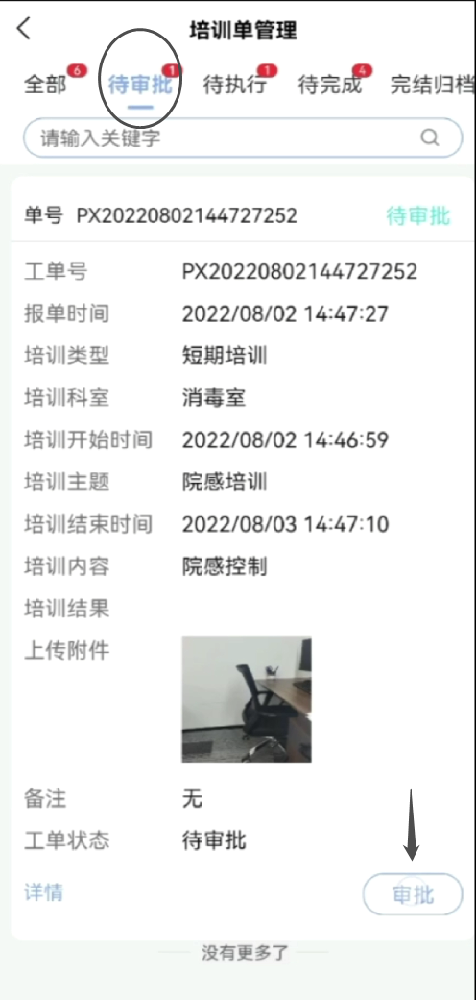 培训单管理
全部 6 待审批 1 待执行 1 待完成 4 完结归档
请输入关键字
单号 PX20220802144727252 待审批
工单号 PX20220802144727252
报单时间 2022/08/02 14:47:27
培训类型 短期培训
培训科室 消毒室
培训开始时间 2022/08/02 14:46:59
培训主题 院感培训
培训结束时间 2022/08/03 14:47:10
培训内容 院感控制
培训结果
上传附件
备注 无
工单状态 待审批
详情 审批
没有更多了